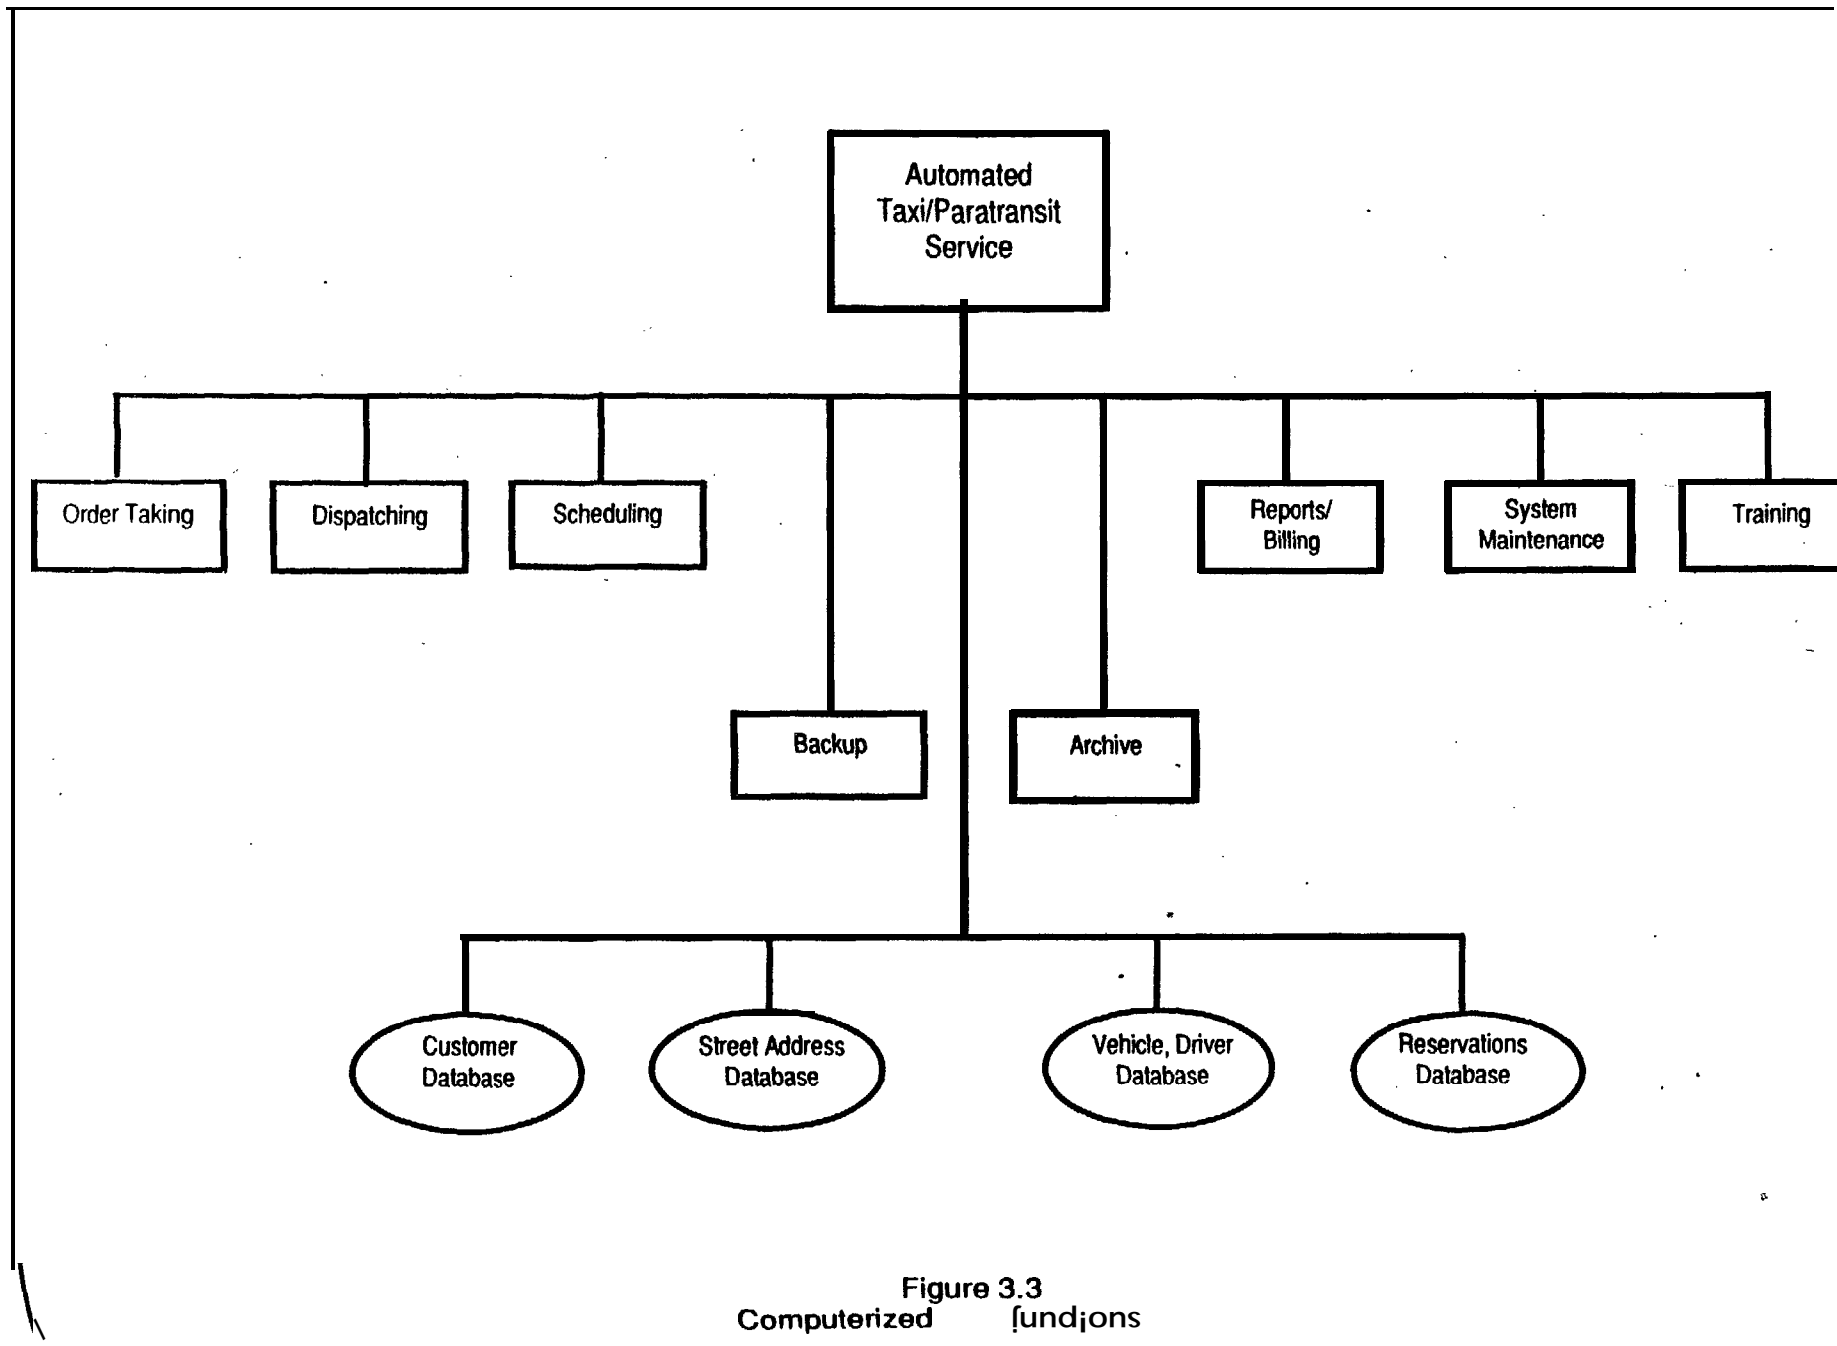 Automated
Taxi/Paratransit
Service
Order Taking
Dispatching
Scheduling
Reports/
Billing
System
Maintenance
Training
Backup
Archive
Customer
Database
Street Address
Database
Vehicle, Driver
Database
Reservations
Database
Figure 3.3
Computerized